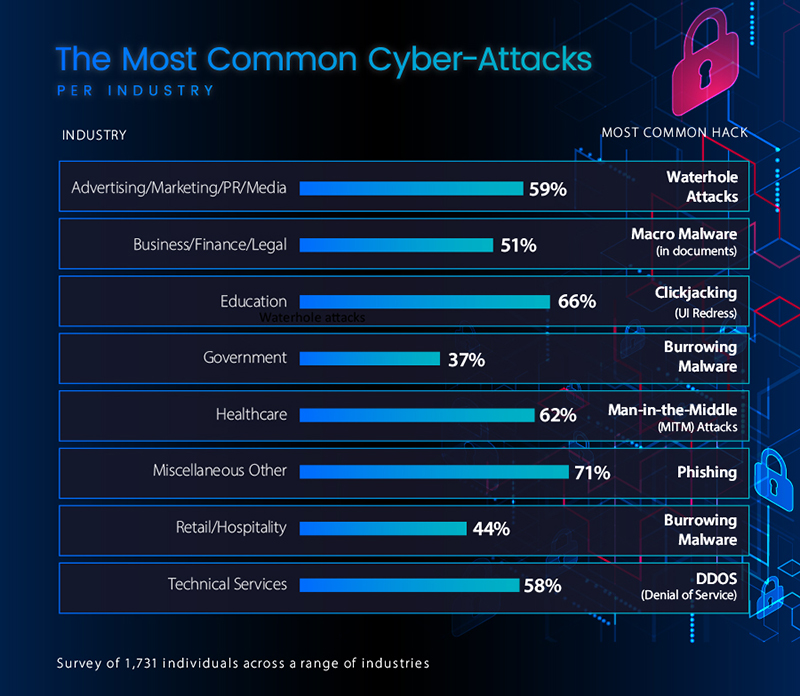 The Most Common Cyber-Attacks
PER INDUSTRY
INDUSTRY
MOST COMMON HACK
Advertising/Marketing/PR/Media 59% Waterhole
Attacks
Business/Finance/Legal 51% Macro Malware
(in documents)
Education 66% Clickjacking
(UI Redress)
Waterhole attacks
Government 37% Burrowing
Malware
Healthcare 62% Man-in-the-Middle
(MITM) Attacks
Miscellaneous Other 71% Phishing
Retail/Hospitality 44% Burrowing
Malware
Technical Services 58% DDOS
(Denial of Service)
Survey of 1,731 individuals across a range of industries